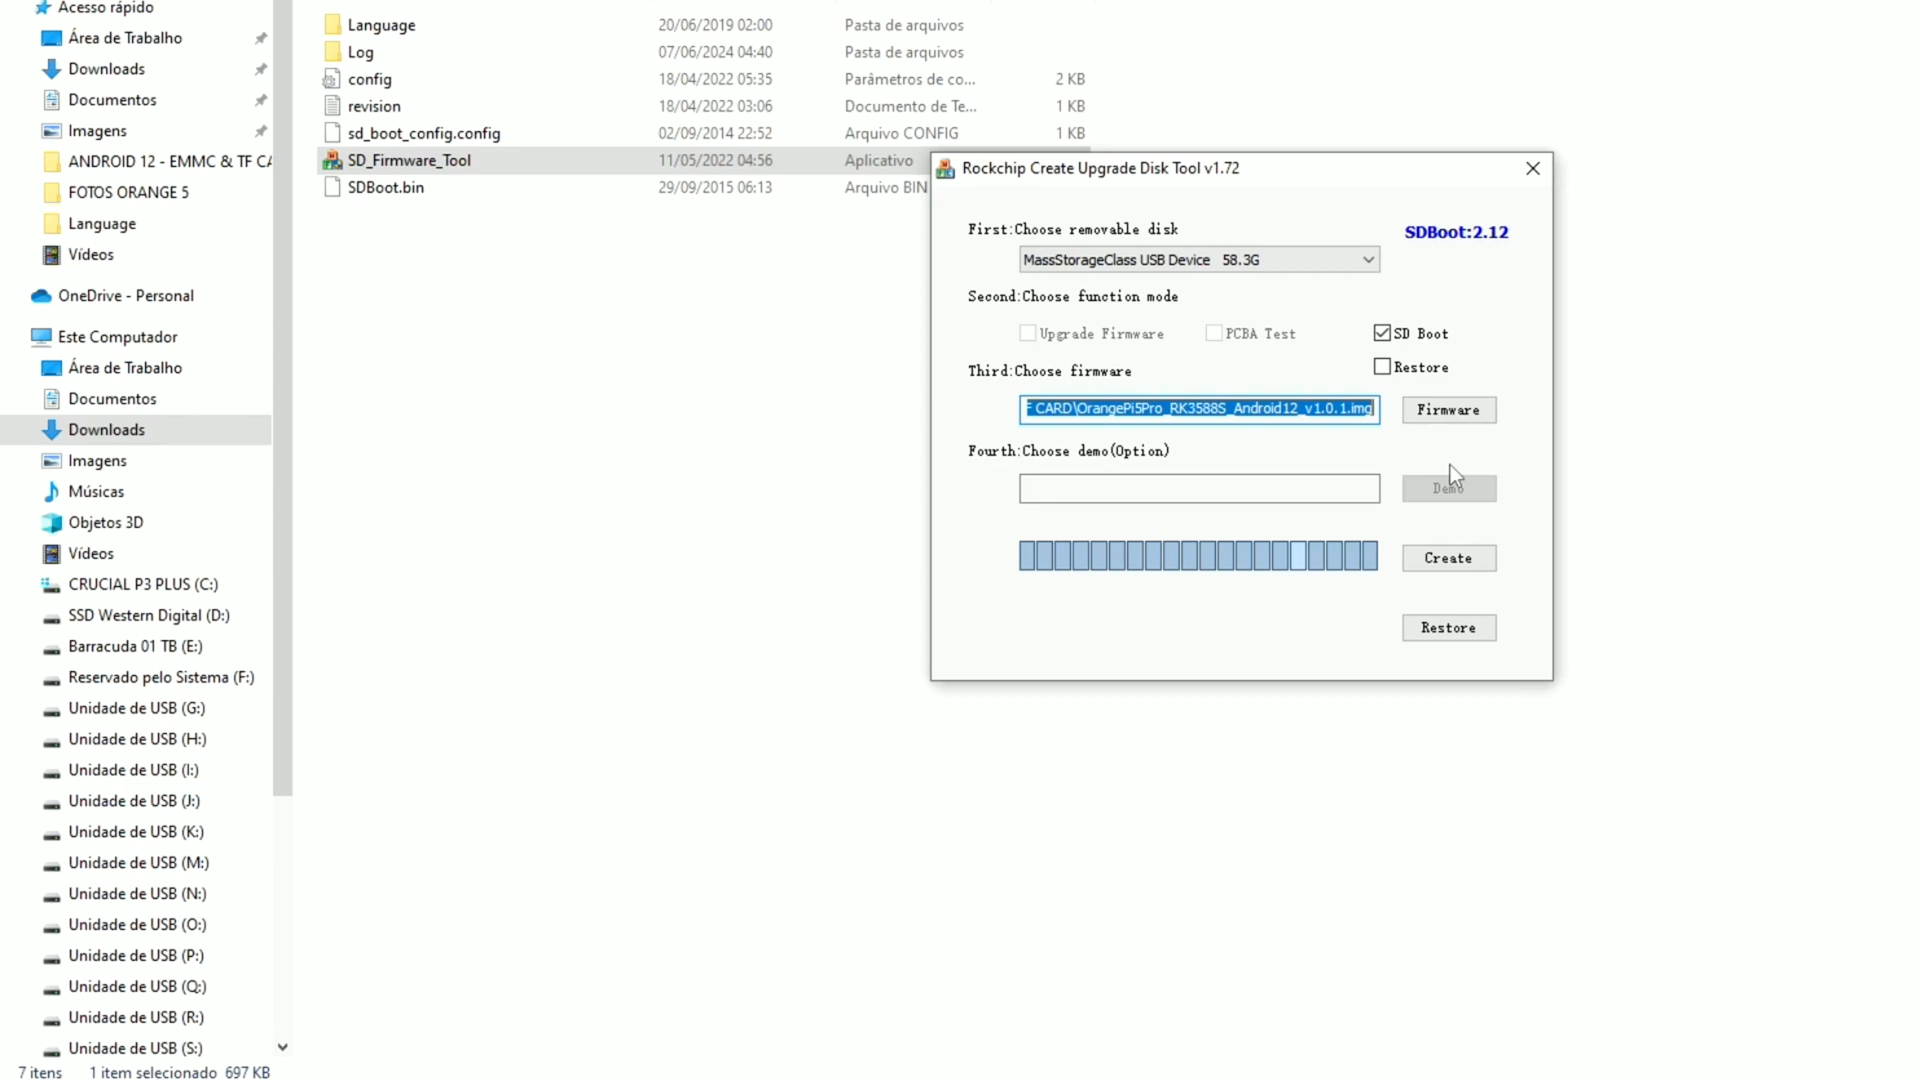 Acesso rápido
Área de Trabalho
Downloads
Documentos
Imagens
ANDROID 12 - EMMC & TF CA
FOTOS ORANGE 5
Language
Vídeos
OneDrive - Personal
Este Computador
Área de Trabalho
Documentos
Downloads
Imagens
Músicas
Objetos 3D
Vídeos
CRUCIAL P3 PLUS (C:)
SSD Western Digital (D:)
Barracuda 01 TB (E:)
Reservado pelo Sistema (F:)
Unidade de USB (G:)
Unidade de USB (H:)
Unidade de USB (I:)
Unidade de USB (J:)
Unidade de USB (K:)
Unidade de USB (M:)
Unidade de USB (N:)
Unidade de USB (O:)
Unidade de USB (P:)
Unidade de USB (Q:)
Unidade de USB (R:)
Unidade de USB (S:)
7 itens 1 item selecionado 697 KB
Language 20/06/2019 02:00 Pasta de arquivos
Log 07/06/2024 04:40 Pasta de arquivos
config 18/04/2022 05:35 Parâmetros de co... 2 KB
revision 18/04/2022 03:06 Documento de Te... 1 KB
sd_boot_config.config 02/09/2014 22:52 Arquivo CONFIG 1 KB
SD_Firmware_Tool 11/05/2022 04:56 Aplicativo
SDBoot.bin 29/09/2015 06:13 Arquivo BIN
Rockchip Create Upgrade Disk Tool v1.72
First:Choose removable disk
SDBoot:2.12
MassStorageClass USB Device 58.3G
Second:Choose function mode
Upgrade Firmware PCBA Test SD Boot
Restore
Third:Choose firmware
F CARD\OrangePi5Pro_RK3588S_Android12_v1.0.1.img Firmware
Fourth:Choose demo(Option)
Demo
Create
Restore